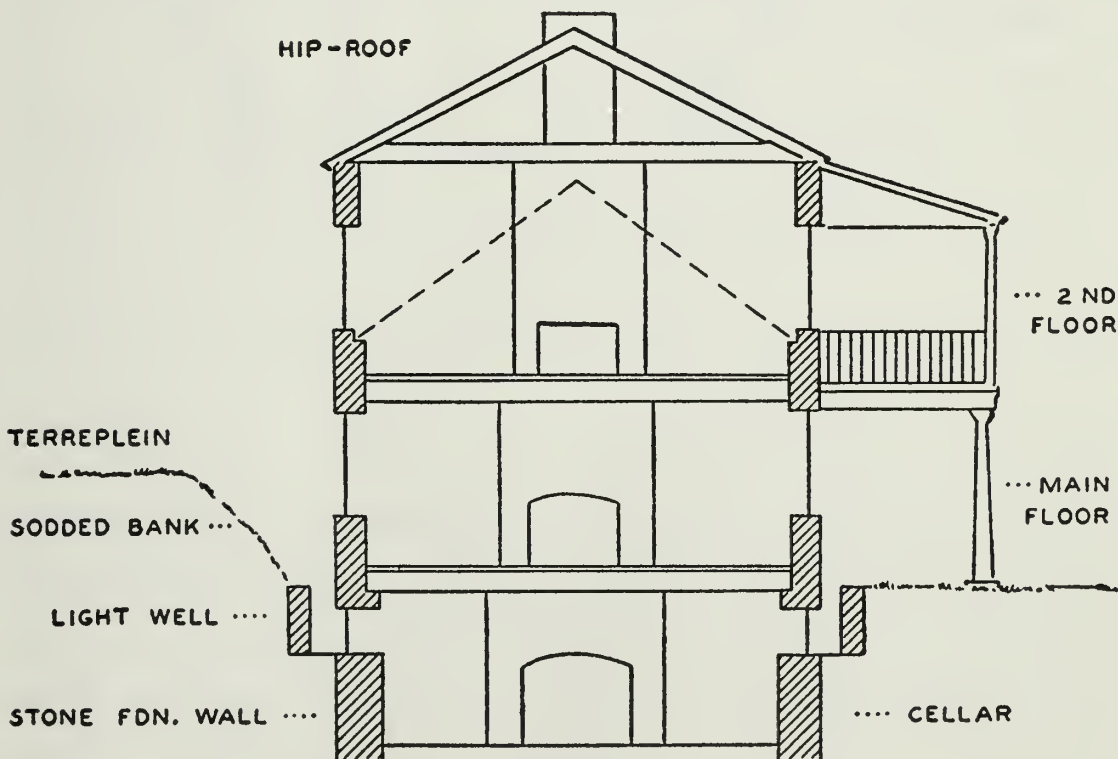 HIP-ROOF
··· 2 ND
FLOOR
TERREPLEIN
··· MAIN
FLOOR
SODDED BANK ···
LIGHT WELL ····
STONE FDN. WALL ····
···· CELLAR